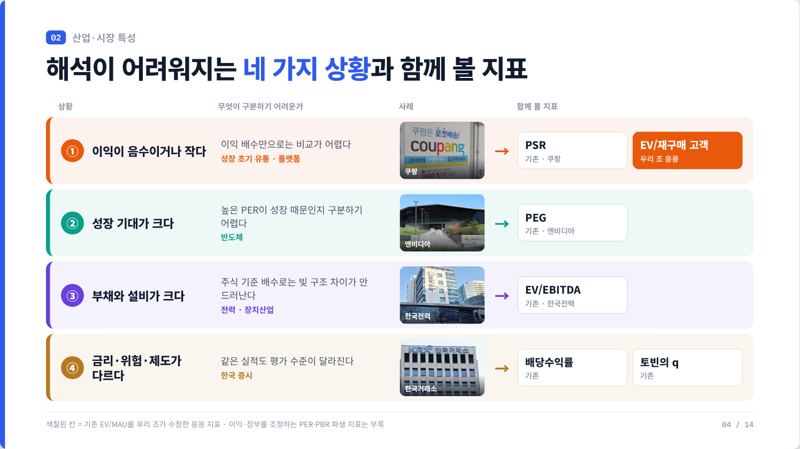 02 산업·시장 특성
해석이 어려워지는 네 가지 상황과 함께 볼 지표
상황 무엇이 구분하기 어려운가 사례 함께 볼 지표
① 이익이 음수이거나 작다
이익 배수만으로는 비교가 어렵다
성장 초기 유통 · 플랫폼
쿠팡은 로켓배송!
coupang
쿠팡
→
PSR
기존 · 쿠팡
EV/재구매 고객
우리 조 응용
② 성장 기대가 크다
높은 PER이 성장 때문인지 구분하기
어렵다
반도체
엔비디아
→
PEG
기존 · 엔비디아
③ 부채와 설비가 크다
주식 기준 배수로는 빚 구조 차이가 안
드러난다
전력 · 장치산업
한국전력
→
EV/EBITDA
기존 · 한국전력
④ 금리·위험·제도가
다르다
같은 실적도 평가 수준이 달라진다
한국 증시
KRX 한국거래소
한국거래소
→
배당수익률
기존
토빈의 q
기존
색칠된 칸 = 기존 EV/MAU를 우리 조가 수정한 응용 지표 · 이익·장부를 조정하는 PER·PBR 파생 지표는 부록
04 / 14